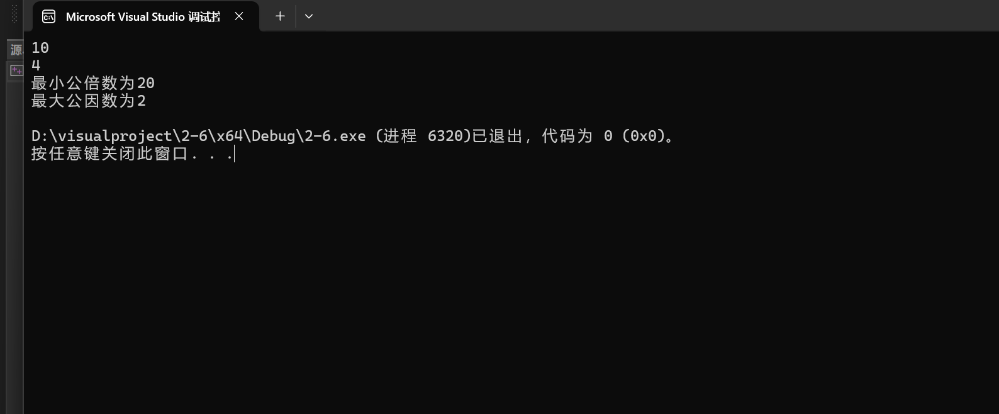 Microsoft Visual Studio 调试
源
10
4
最小公倍数为20
最大公因数为2
D:\visualproject\2-6\x64\Debug\2-6.exe (进程 6320)已退出，代码为 0 (0x0)。
按任意键关闭此窗口. . .